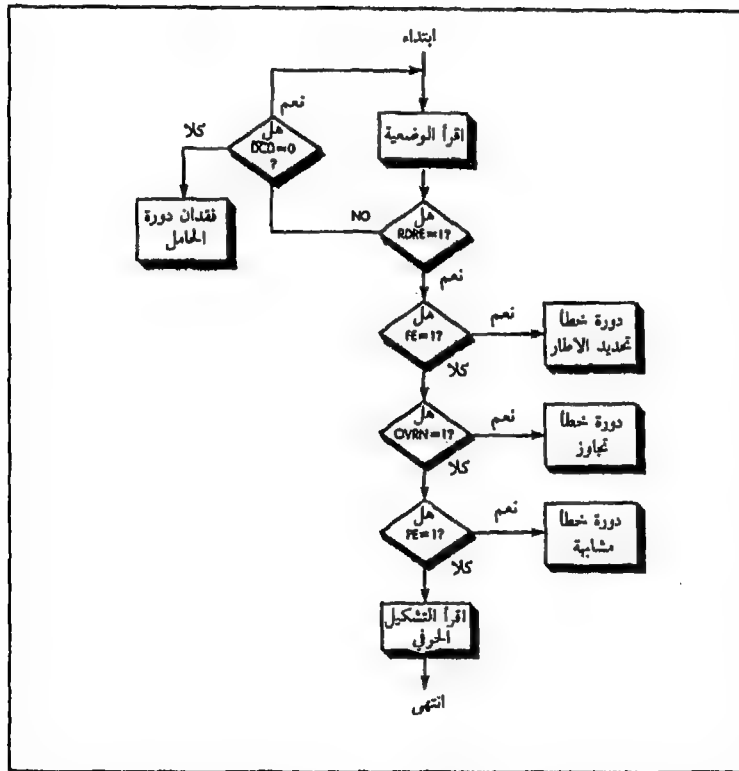 ابتداء
نعم
هل
DCD=0
?
كلا
اقرأ الوضعية
فقدان دورة
الحامل
NO
هل
RDRE=1?
نعم
هل
FE=1?
نعم
دورة خطأ
تحديد الاطار
كلا
هل
OVRN=1?
نعم
دورة خطأ
تجاوز
كلا
هل
PE=1?
نعم
دورة خطأ
مشابهة
كلا
اقرأ التشكيل
الحرفي
انتهى